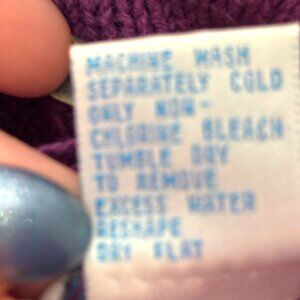 MACHINE WASH
SEPARATELY COLD
ONLY NON-
CHLORINE BLEACH
TUMBLE DRY
TO REMOVE
EXCESS WATER
RESHAPE
DRY FLAT